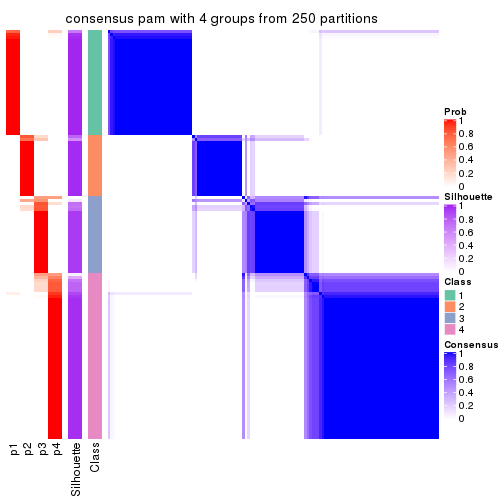 consensus pam with 4 groups from 250 partitions
Prob
1
0.8
0.6
0.4
0.2
0
Silhouette
1
0.8
0.6
0.4
0.2
0
Class
1
2
3
4
Consensus
1
0.8
0.6
0.4
0.2
0
p1
p2
p3
p4
Silhouette
Class